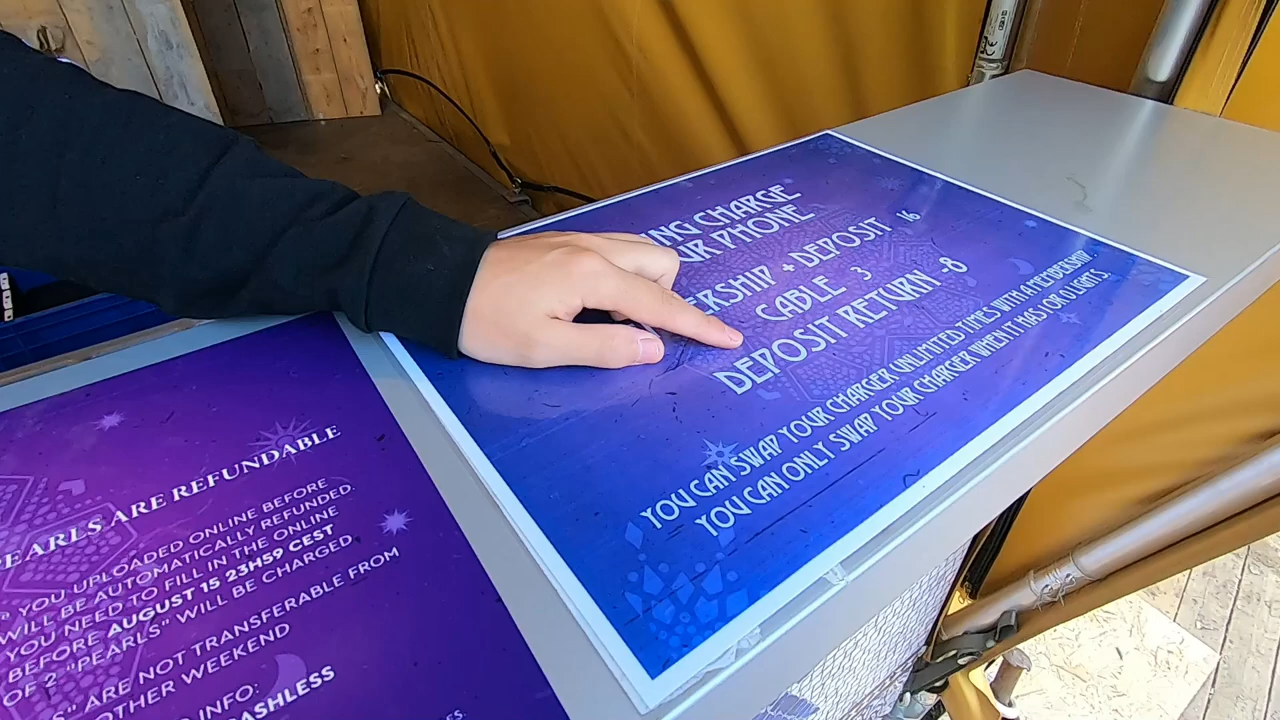 CHARGE
PHONE
+ DEPOSIT 16
CABLE 3
DEPOSIT RETURN -8
YOU CAN SWAP YOUR CHARGER UNLIMITED TIMES WITH A MEMBERSHIP.
YOU CAN ONLY SWAP YOUR CHARGER WHEN IT HAS 1 OR 0 LIGHTS.
PEARLS ARE REFUNDABLE
" YOU UPLOADED ONLINE BEFORE
WILL BE AUTOMATICALLY REFUNDED.
YOU NEED TO FILL IN THE ONLINE
BEFORE AUGUST 15 23H59 CEST
OF 2 "PEARLS" WILL BE CHARGED
" ARE NOT TRANSFERABLE FROM
OTHER WEEKEND
INFO:
CASHLESS
CE